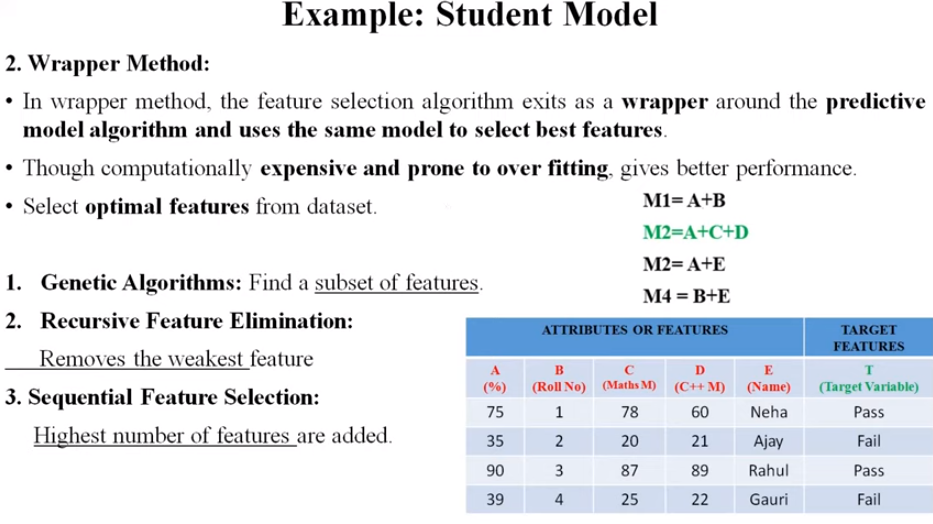 Example: Student Model
2. Wrapper Method:
• In wrapper method, the feature selection algorithm exits as a wrapper around the predictive
model algorithm and uses the same model to select best features.
• Though computationally expensive and prone to over fitting, gives better performance.
• Select optimal features from dataset.
M1= A+B
M2=A+C+D
M2= A+E
M4 = B+E
1. Genetic Algorithms: Find a subset of features.
2. Recursive Feature Elimination:
Removes the weakest feature
3. Sequential Feature Selection:
Highest number of features are added.
ATTRIBUTES OR FEATURES TARGET
FEATURES
A B C D E T
(%) (Roll No) (Maths M) (C++ M) (Name) (Target Variable)
75 1 78 60 Neha Pass
35 2 20 21 Ajay Fail
90 3 87 89 Rahul Pass
39 4 25 22 Gauri Fail